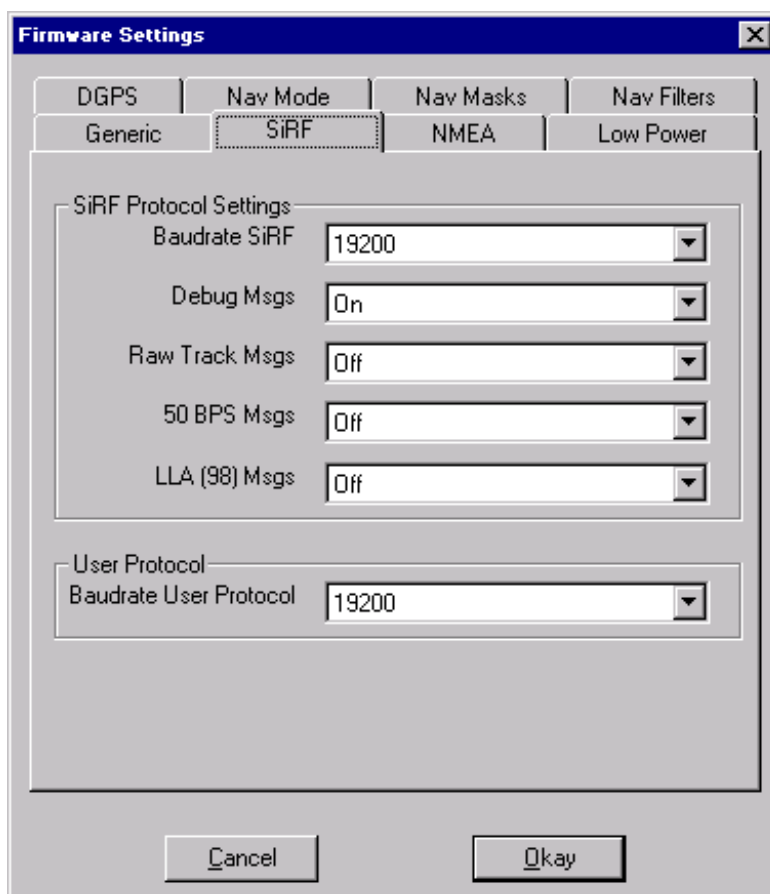 Firmware Settings
DGPS Nav Mode Nav Masks Nav Filters
Generic SiRF NMEA Low Power
SiRF Protocol Settings
Baudrate SiRF 19200
Debug Msgs On
Raw Track Msgs Off
50 BPS Msgs Off
LLA (98) Msgs Off
User Protocol
Baudrate User Protocol 19200
Cancel Okay